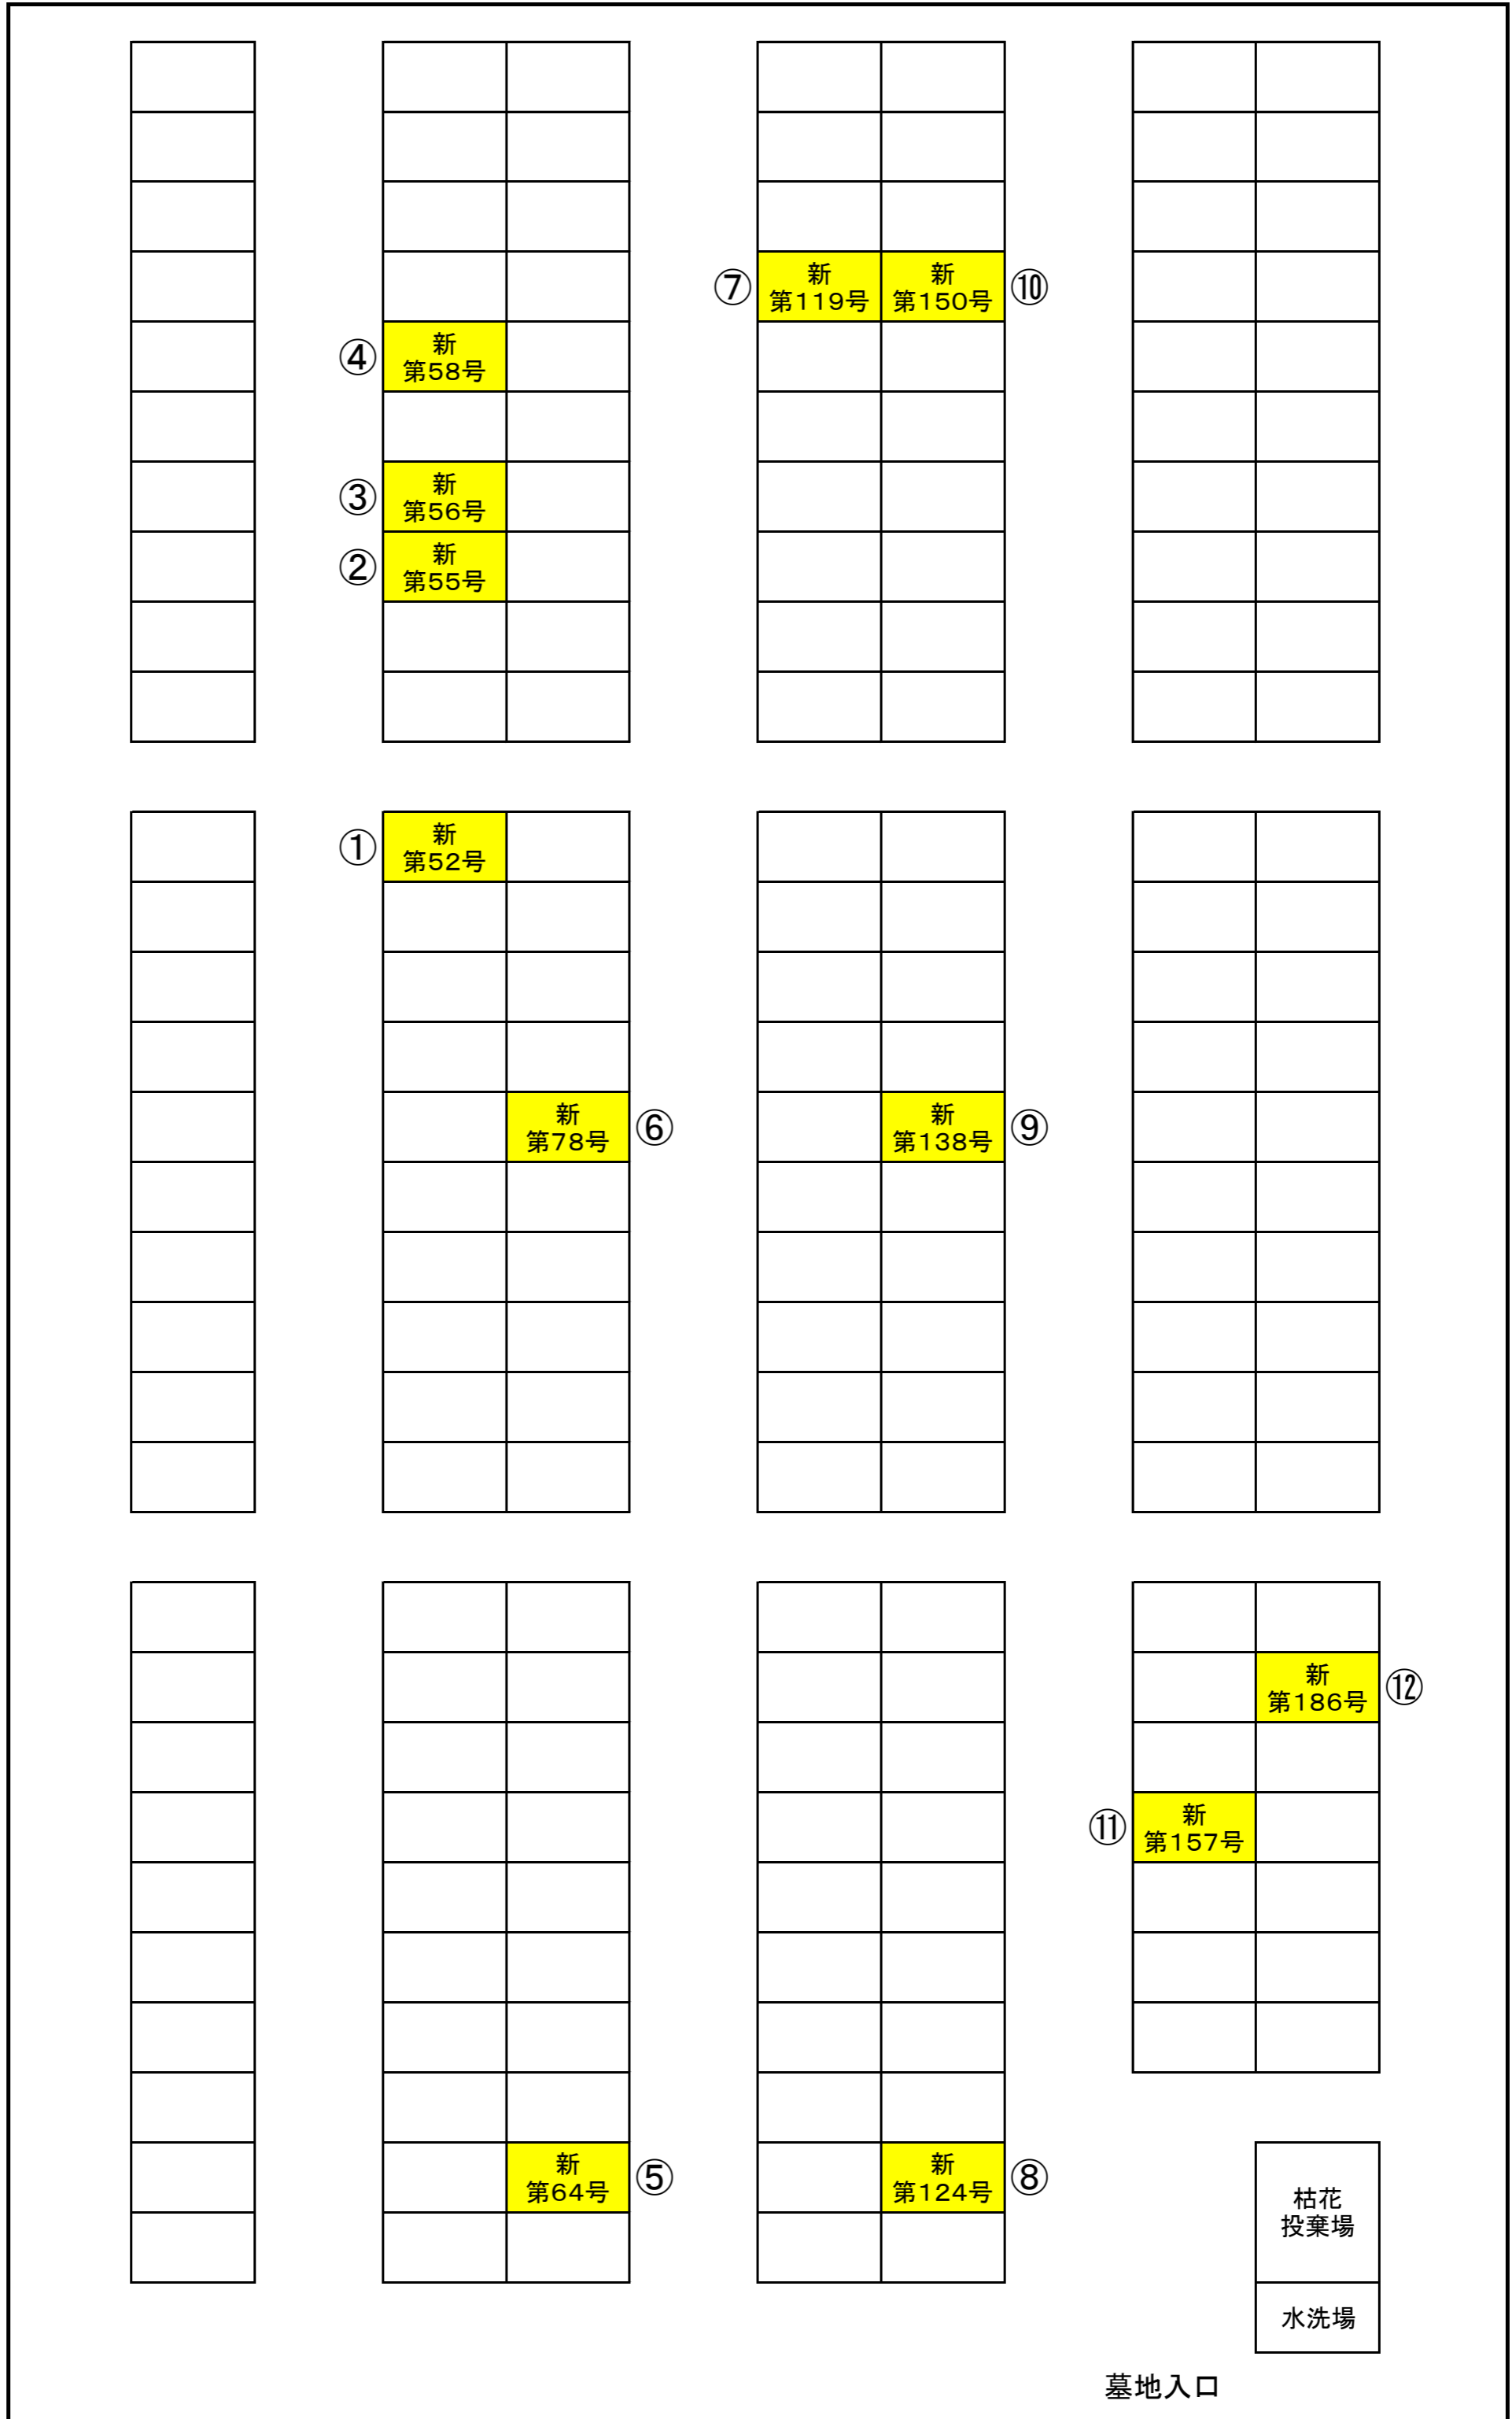 ⑦
新
第119号
新
第150号
⑩
④
新
第58号
③
新
第56号
②
新
第55号
①
新
第52号
新
第78号
⑥
新
第138号
⑨
新
第186号
⑫
⑪
新
第157号
新
第64号
⑤
新
第124号
⑧
枯花
投棄場
水洗場
墓地入口